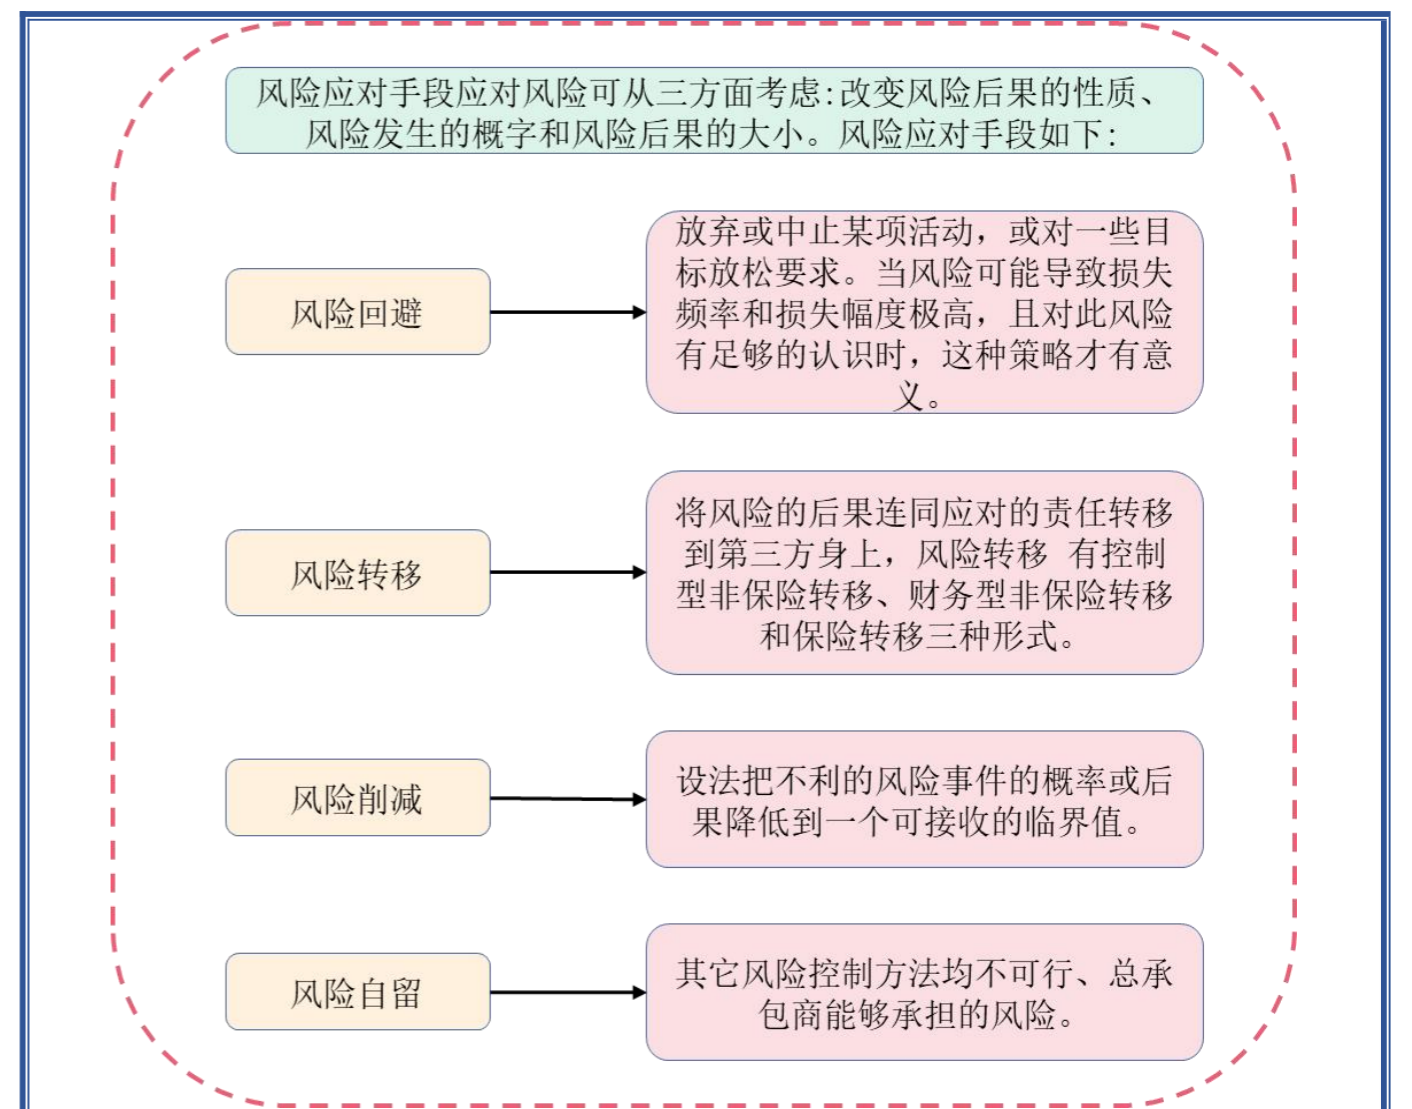 风险应对手段应对风险可从三方面考虑:改变风险后果的性质、
风险发生的概字和风险后果的大小。风险应对手段如下:
风险回避
放弃或中止某项活动，或对一些目
标放松要求。当风险可能导致损失
频率和损失幅度极高，且对此风险
有足够的认识时，这种策略才有意
义。
风险转移
将风险的后果连同应对的责任转移
到第三方身上，风险转移 有控制
型非保险转移、财务型非保险转移
和保险转移三种形式。
风险削减
设法把不利的风险事件的概率或后
果降低到一个可接收的临界值。
风险自留
其它风险控制方法均不可行、总承
包商能够承担的风险。